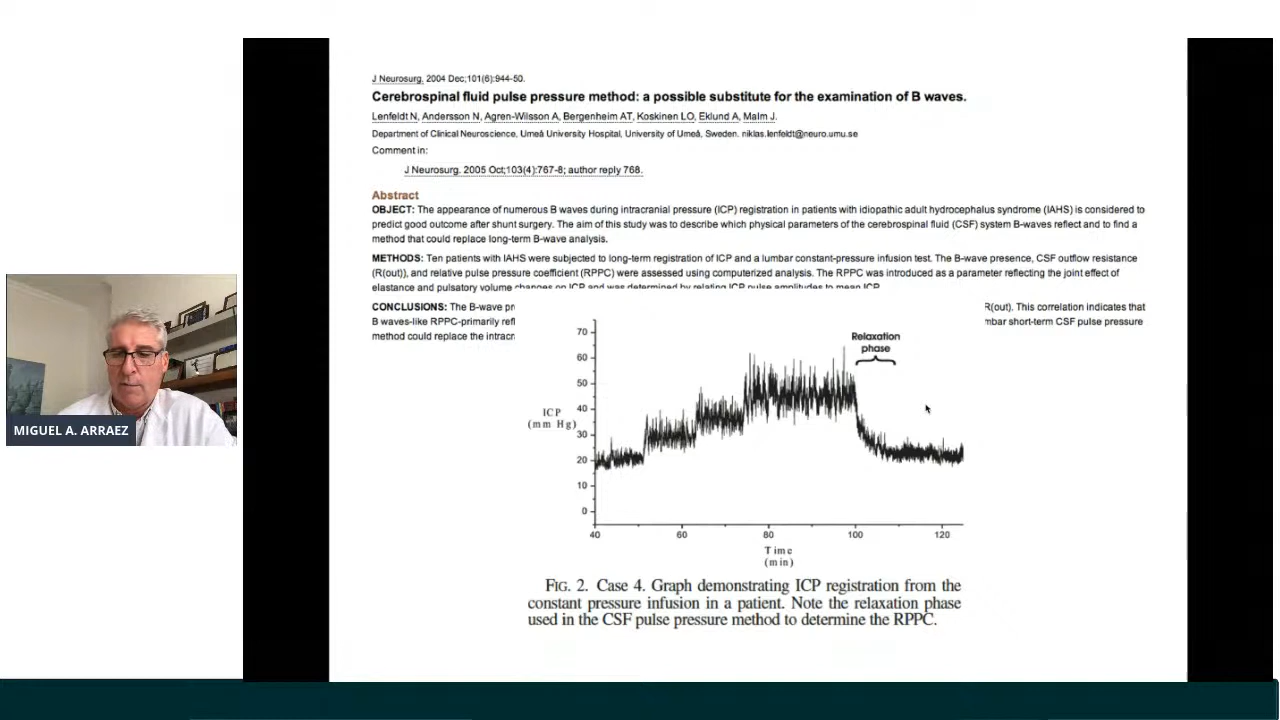 J Neurosurg. 2004 Dec;101(6):944-50.
Cerebrospinal fluid pulse pressure method: a possible substitute for the examination of B waves.
Lenfeldt N, Andersson N, Agren-Wilsson A, Bergenheim AT, Koskinen LO, Eklund A, Malm J.
Department of Clinical Neuroscience, Umeå University Hospital, University of Umeå, Sweden. niklas.lenfeldt@neuro.umu.se
Comment in:
J Neurosurg. 2005 Oct;103(4):767-8; author reply 768.
Abstract
OBJECT: The appearance of numerous B waves during intracranial pressure (ICP) registration in patients with idiopathic adult hydrocephalus syndrome (IAHS) is considered to
predict good outcome after shunt surgery. The aim of this study was to describe which physical parameters of the cerebrospinal fluid (CSF) system B-waves reflect and to find a
method that could replace long-term B-wave analysis.
METHODS: Ten patients with IAHS were subjected to long-term registration of ICP and a lumbar constant-pressure infusion test. The B-wave presence, CSF outflow resistance
(R(out)), and relative pulse pressure coefficient (RPPC) were assessed using computerized analysis. The RPPC was introduced as a parameter reflecting the joint effect of
elastance and pulsatory volume changes on ICP and was determined by relating ICP pulse amplitudes to mean ICP.
CONCLUSIONS: The B-wave pr R(out). This correlation indicates that
B waves-like RPPC-primarily refl mbar short-term CSF pulse pressure
method could replace the intracr
70
60
50
40
30
20
10
0
ICP
(mm Hg)
Relaxation
phase
40 60 80 100 120
Time
(min)
FIG. 2. Case 4. Graph demonstrating ICP registration from the
constant pressure infusion in a patient. Note the relaxation phase
used in the CSF pulse pressure method to determine the RPPC.
MIGUEL A. ARRAEZ